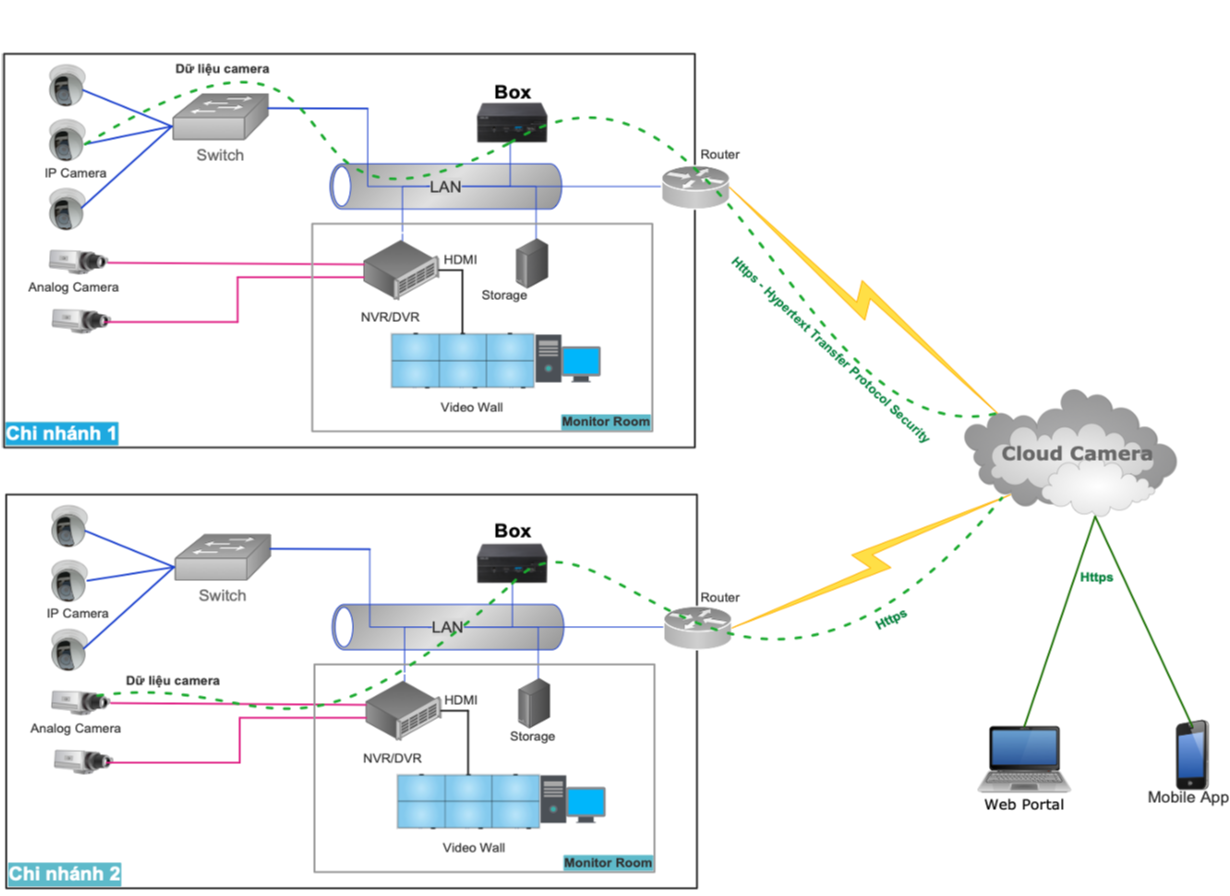 Dữ liệu camera
Box
Switch
IP Camera
LAN
Router
Analog Camera
HDMI
Storage
NVR/DVR
Video Wall
Monitor Room
Chi nhánh 1
Https - Hypertext Transfer Protocol Security
Cloud Camera
Box
Switch
IP Camera
LAN
Router
Https
Https
Dữ liệu camera
Analog Camera
HDMI
Storage
NVR/DVR
Video Wall
Monitor Room
Chi nhánh 2
Web Portal
Mobile App